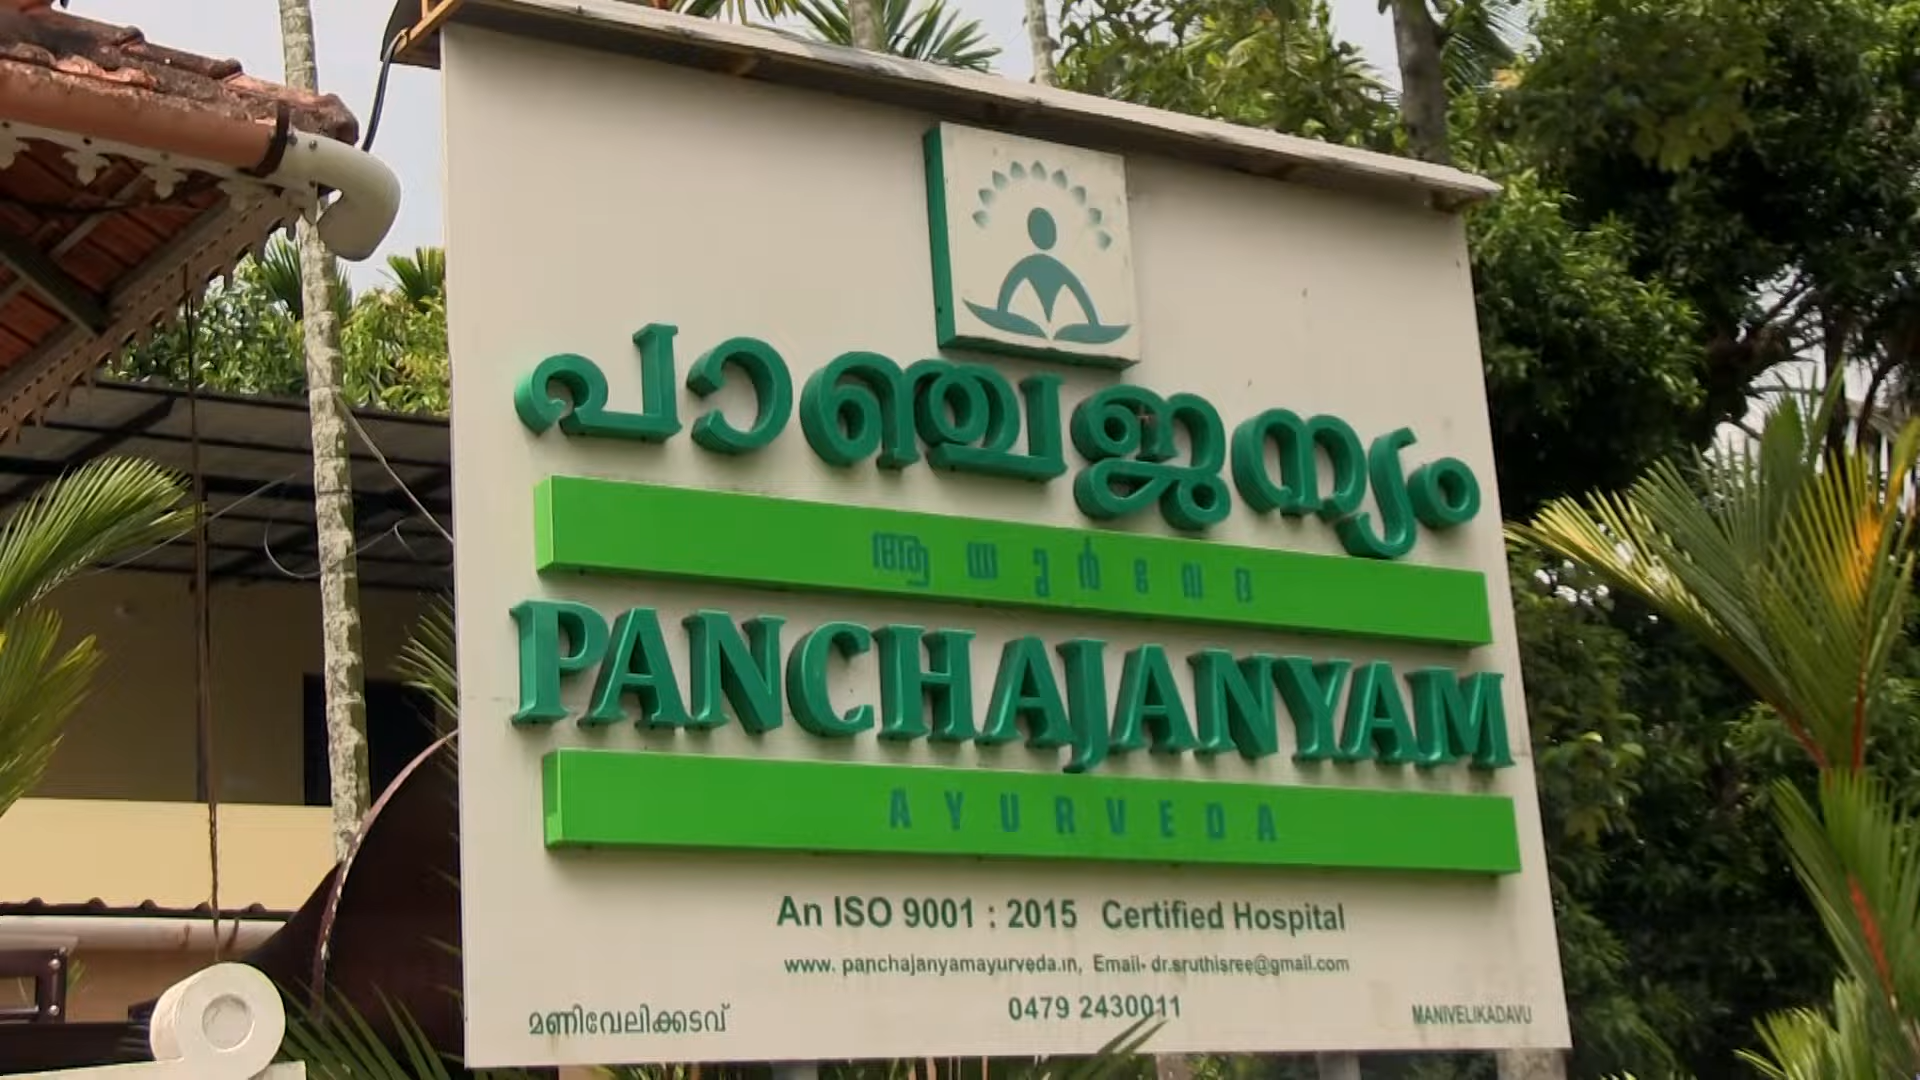 പാഞ്ചജന്യം
ആയുർവേദ
PANCHAJANYAM
AYURVEDA
An ISO 9001 : 2015 Certified Hospital
www. panchajanyamayurveda.in, Email- dr.sruthisree@gmail.com
0479 2430011
മണിവേലിക്കടവ് MANIVELIKADAVU